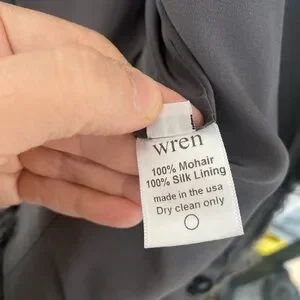 wren
100% Mohair
100% Silk Lining
made in the usa
Dry clean only